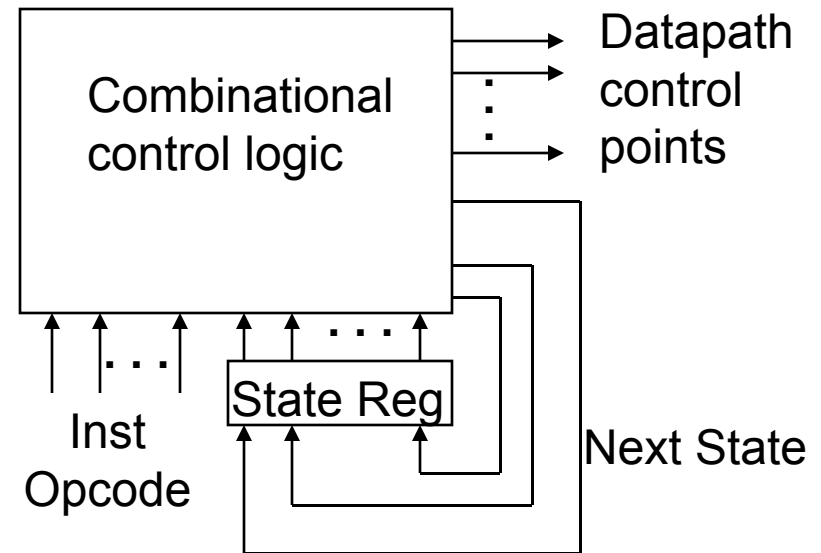 Combinational
control logic
Datapath
control
points
. . .
. . .
. . .
Inst
Opcode
State Reg
Next State